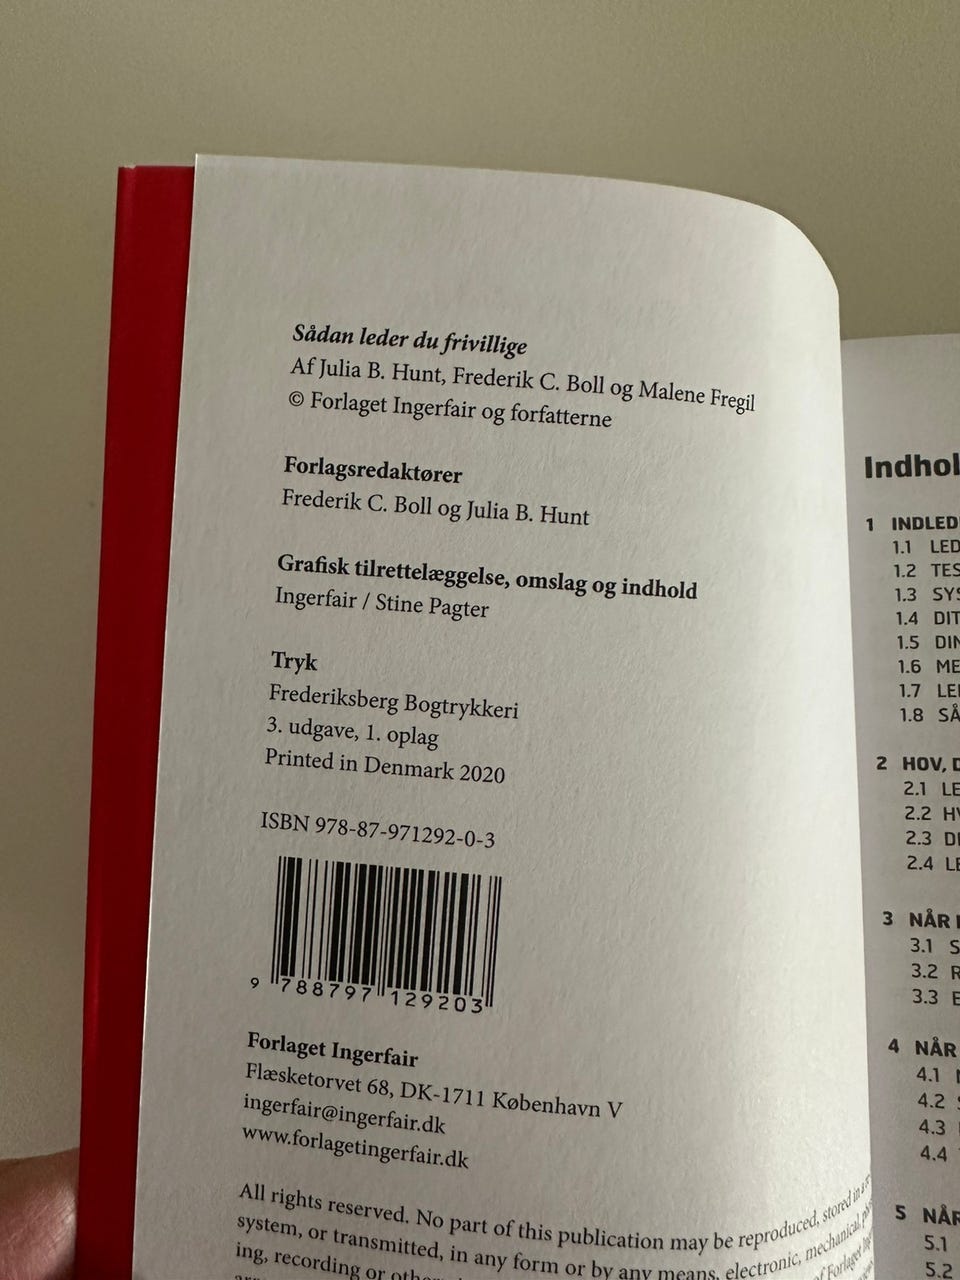 Sådan leder du frivillige
Af Julia B. Hunt, Frederik C. Boll og Malene Fregil
© Forlaget Ingerfair og forfatterne
Forlagsredaktører
Frederik C. Boll og Julia B. Hunt
Grafisk tilrettelæggelse, omslag og indhold
Ingerfair / Stine Pagter
Tryk
Frederiksberg Bogtrykkeri
3. udgave, 1. oplag
Printed in Denmark 2020
ISBN 978-87-971292-0-3
9 788797 129203
Forlaget Ingerfair
Flæsketorvet 68, DK-1711 København V
ingerfair@ingerfair.dk
www.forlagetingerfair.dk
All rights reserved. No part of this publication may be reproduced, stored in a
system, or transmitted, in any form or by any means, electronic, mechanical,
ing, recording or of Forlaget
Indhol
1 INDLED
1.1 LED
1.2 TES
1.3 SYS
1.4 DIT
1.5 DIN
1.6 ME
1.7 LE
1.8 SÅ
2 HOV, D
2.1 LE
2.2 HV
2.3 DE
2.4 LE
3 NÅR
3.1 S
3.2 R
3.3 E
4 NÅR
4.1
4.2
4.3
4.4
5 NÅR
5.1
5.2